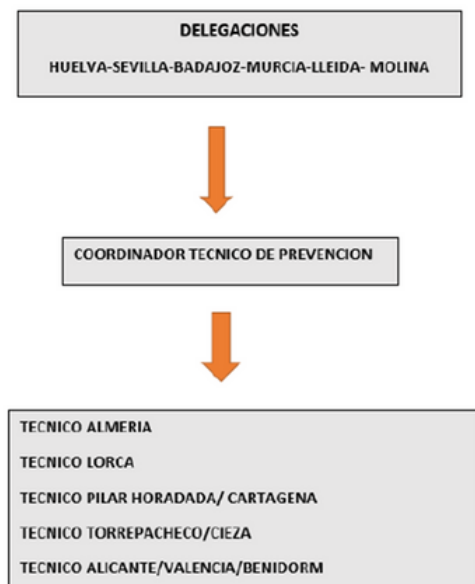 DELEGACIONES
HUELVA-SEVILLA-BADAJOZ-MURCIA-LLEIDA- MOLINA
COORDINADOR TECNICO DE PREVENCION
TECNICO ALMERIA
TECNICO LORCA
TECNICO PILAR HORADADA/ CARTAGENA
TECNICO TORREPACHECO/CIEZA
TECNICO ALICANTE/VALENCIA/BENIDORM